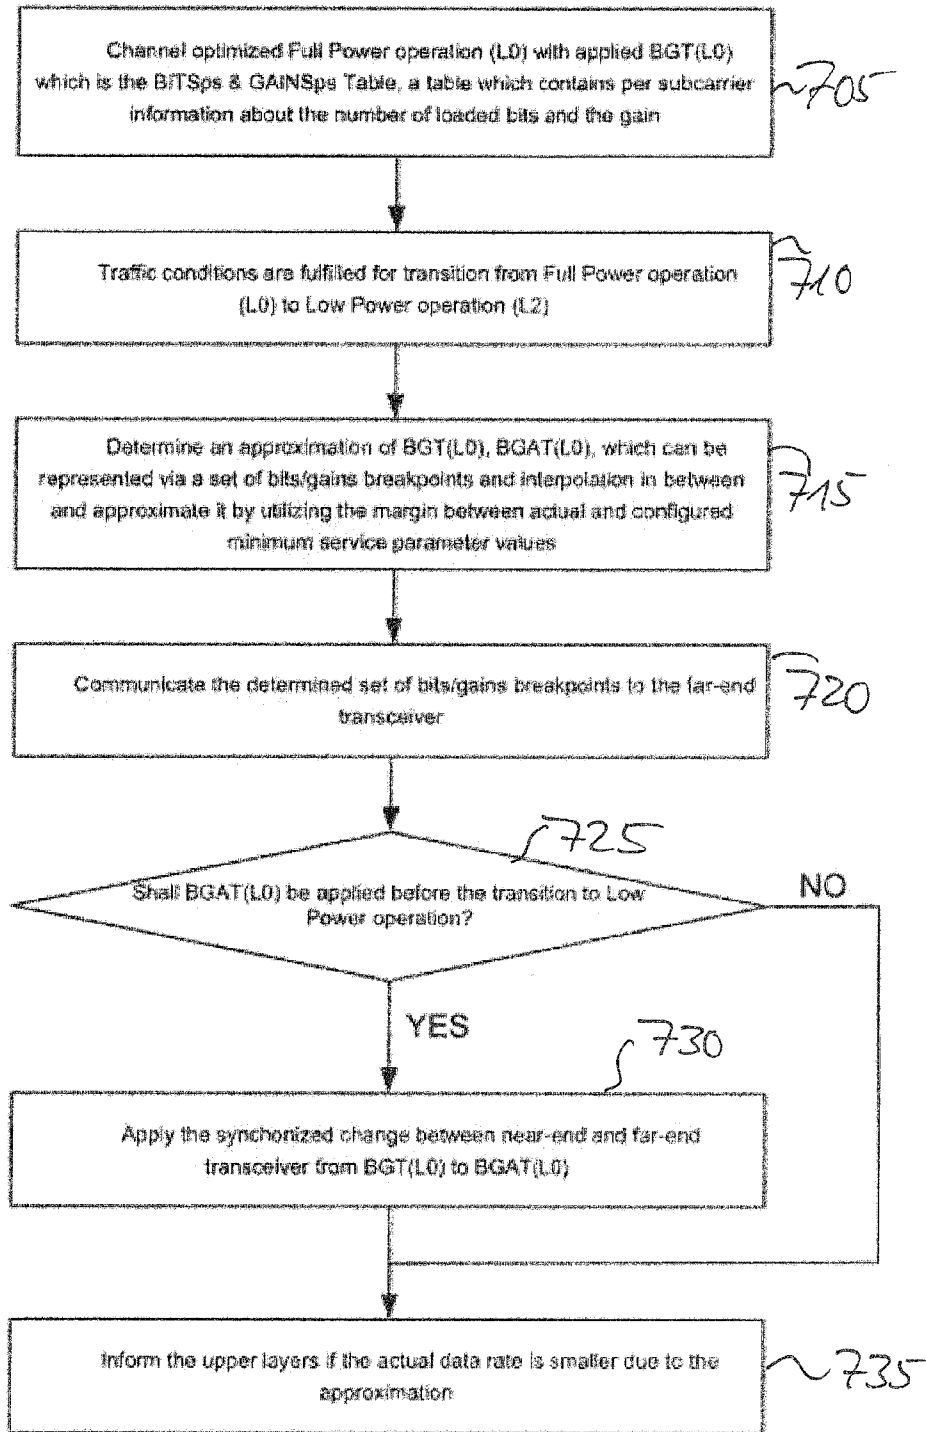 Channel optimized Full Power operation (L0) with applied BGT(L0)
which is the BITSps & GAINSps Table, a table which contains per subcarrier
information about the number of loaded bits and the gain
705
Traffic conditions are fulfilled for transition from Full Power operation
(L0) to Low Power operation (L2)
710
Determine an approximation of BGT(L0), BGAT(L0), which can be
represented via a set of bits/gains breakpoints and interpolation in between
and approximate it by utilizing the margin between actual and configured
minimum service parameter values
715
Communicate the determined set of bits/gains breakpoints to the far-end
transceiver
720
725
Shall BGAT(L0) be applied before the transition to Low
Power operation?
NO
YES
730
Apply the synchonized change between near-end and far-end
transceiver from BGT(L0) to BGAT(L0)
Inform the upper layers if the actual data rate is smaller due to the
approximation
735